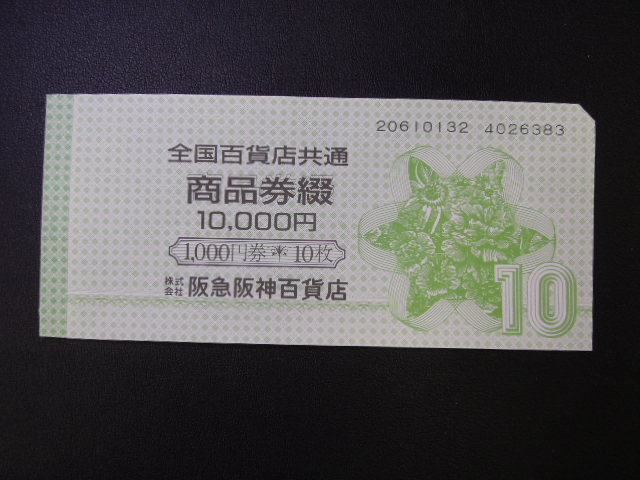 20610132 4026383
全国百貨店共通
商品券綴
10,000円
1,000円券*10枚
株式会社 阪急阪神百貨店
10